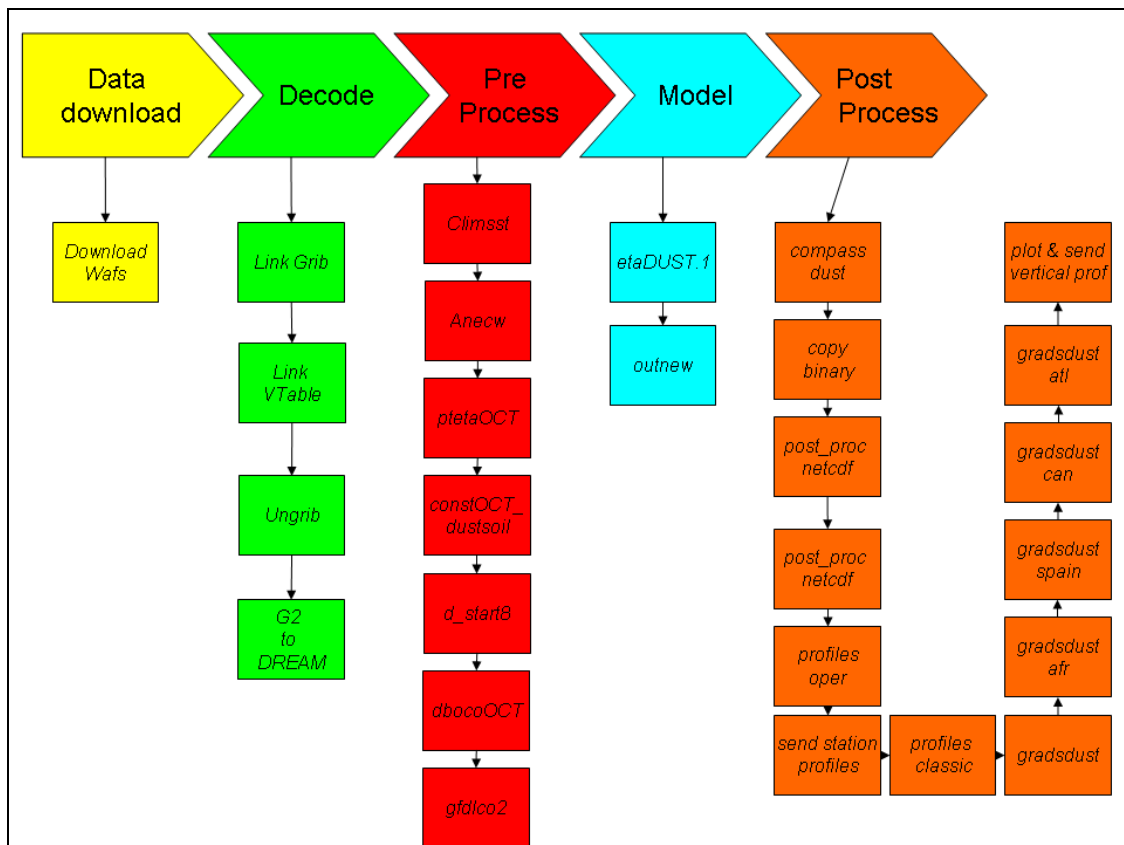 Data
download
Decode
Pre
Process
Model
Post
Process
Download
Wafs
Link Grib
Link
VTable
Ungrib
G2
to
DREAM
Climsst
Anecw
ptetaOCT
constOCT_
dustsoil
d_start8
dbocoOCT
gfdlco2
etaDUST.1
outnew
compass
dust
copy
binary
post_proc
netcdf
post_proc
netcdf
profiles
oper
send station
profiles
profiles
classic
gradsdust
gradsdust
afr
gradsdust
spain
gradsdust
can
gradsdust
atl
plot & send
vertical prof